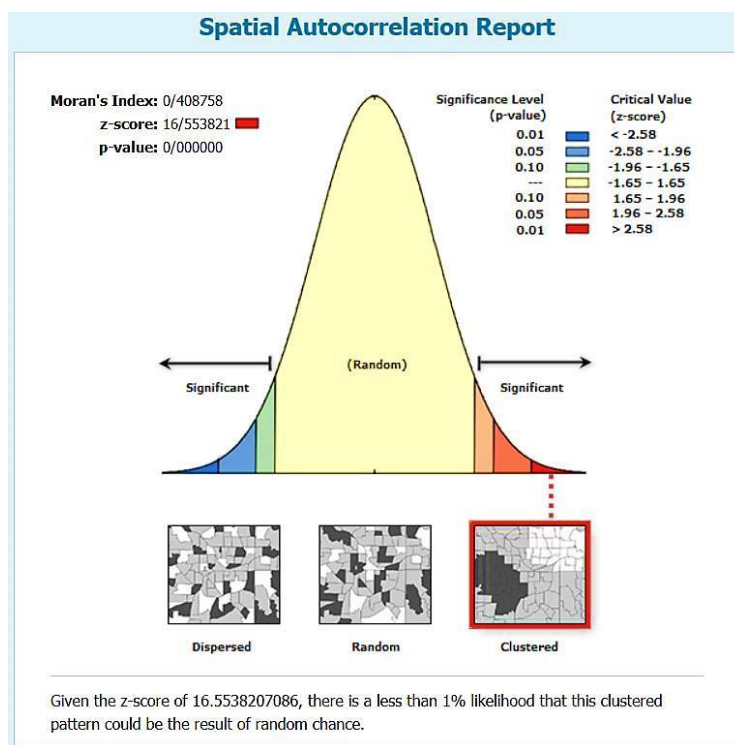 Spatial Autocorrelation Report
Moran's Index: 0/408758
z-score: 16/553821
p-value: 0/000000
Significance Level Critical Value
(p-value) (z-score)
0.01 < -2.58
0.05 -2.58 - -1.96
0.10 -1.96 - -1.65
--- -1.65 - 1.65
0.10 1.65 - 1.96
0.05 1.96 - 2.58
0.01 > 2.58
(Random)
Significant Significant
Dispersed Random Clustered
Given the z-score of 16.5538207086, there is a less than 1% likelihood that this clustered
pattern could be the result of random chance.